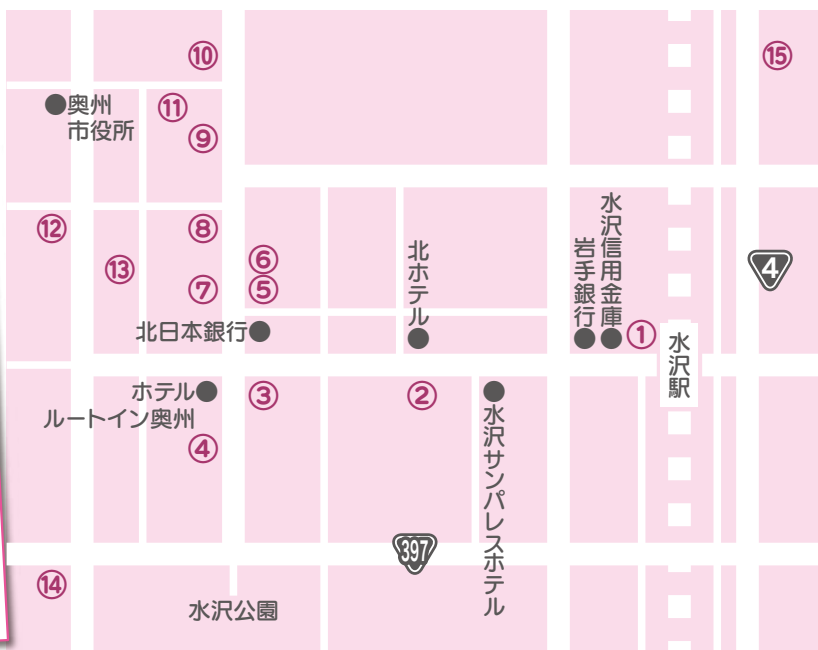 ⑩
⑮
奥州
市役所
⑪
⑨
⑫
⑧
⑬
⑥
⑦
⑤
北ホテル
水沢信用金庫
岩手銀行
4
①
水沢駅
北日本銀行
ホテル
ルートイン奥州
③
②
水沢サンパレスホテル
④
397
⑭
水沢公園